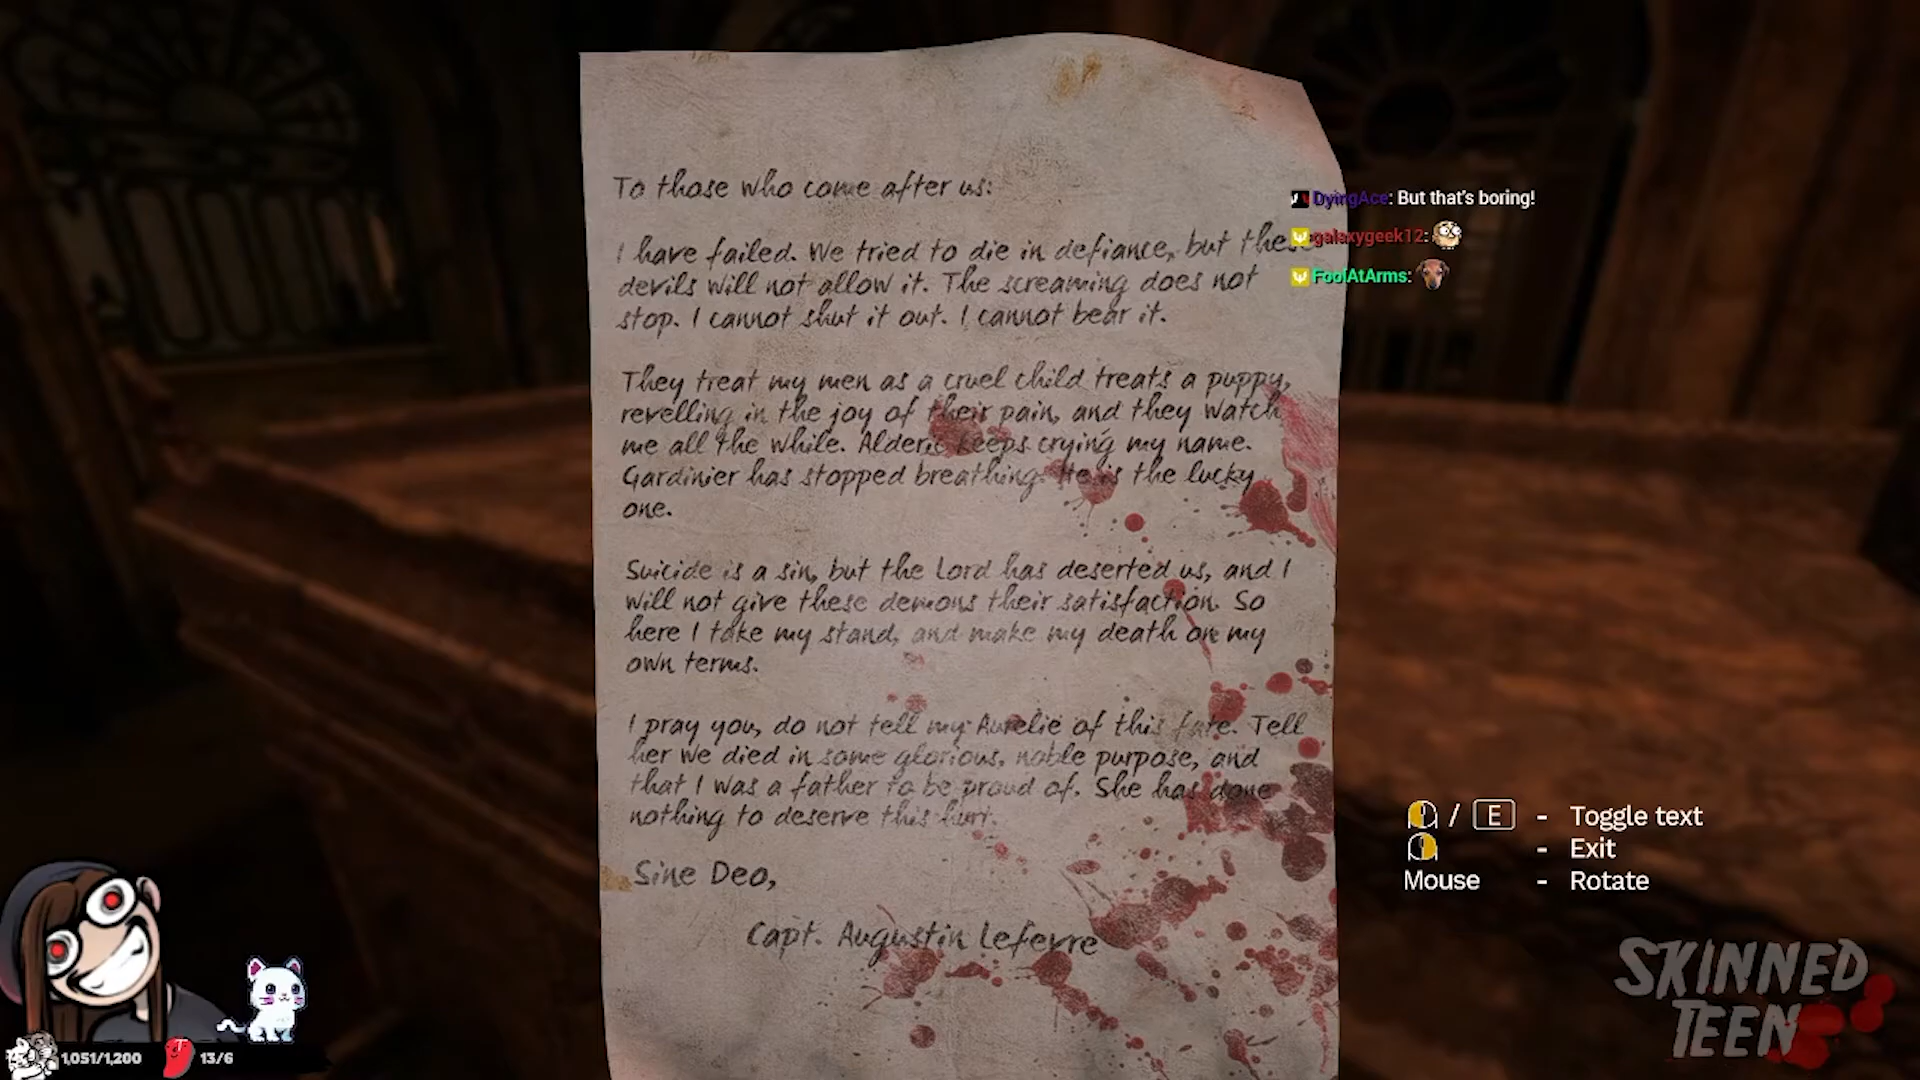 To those who come after us:
I have failed. We tried to die in defiance, but these
devils will not allow it. The screaming does not
stop. I cannot shut it out. I cannot bear it.
They treat my men as a cruel child treats a puppy,
revelling in the joy of their pain, and they watch
me all the while. Alderic keeps crying my name.
Gardinier has stopped breathing. He is the lucky
one.
Suicide is a sin, but the Lord has deserted us, and I
will not give these demons their satisfaction. So
here I take my stand, and make my death on my
own terms.
I pray you, do not tell my Aurelie of this fate. Tell
her we died in some glorious, noble purpose, and
that I was a father to be proud of. She has done
nothing to deserve this hurt.
Sine Deo,
Capt. Augustin Lefevre
DyingAce: But that's boring!
galaxygeek12:
FoolAtArms:
/ E - Toggle text
- Exit
Mouse - Rotate
SKINNED
TEEN
1,051/1,200
13/6